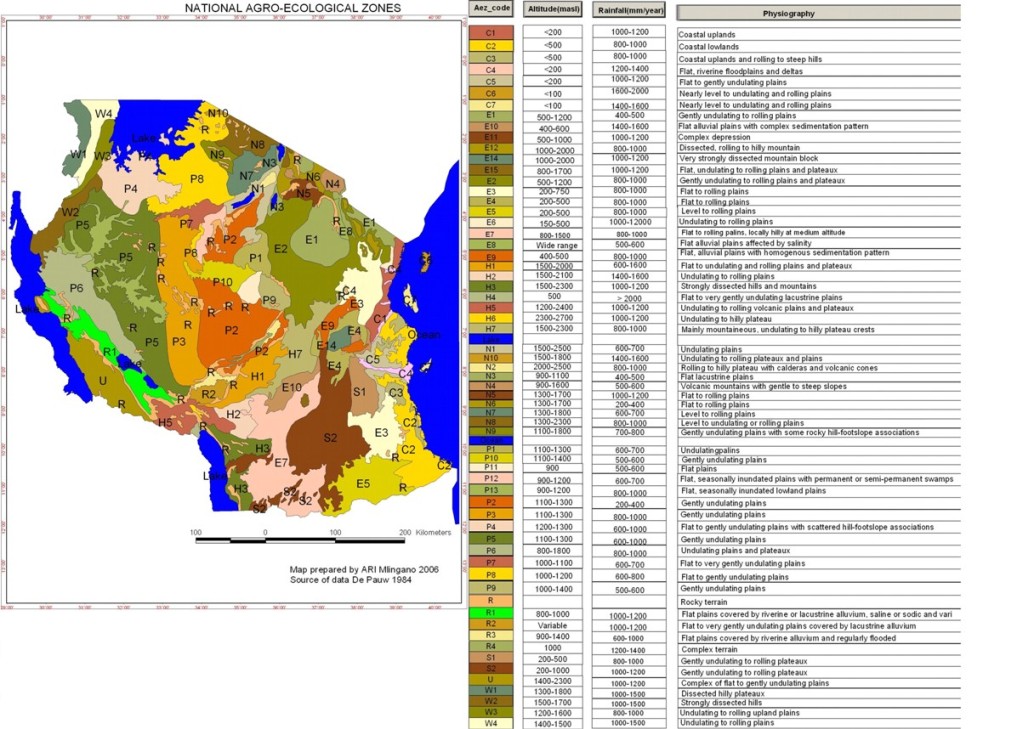 NATIONAL AGRO-ECOLOGICAL ZONES
Aez_code Altitude(masl) Rainfall(mm/year) Physiography
C1 <200 1000-1200 Coastal uplands
C2 <500 800-1000 Coastal lowlands
C3 <500 800-1000 Coastal uplands and rolling to steep hills
C4 <200 1200-1400 Flat, riverine floodplains and deltas
C5 <200 1000-1200 Flat to gently undulating plains
C6 <100 1600-2000 Nearly level to undulating and rolling plains
C7 <100 1400-1600 Nearly level to undulating and rolling plains
E1 500-1200 400-500 Gently undulating to rolling plains
E10 400-600 1400-1600 Flat alluvial plains with complex sedimentation pattern
E11 500-1000 1000-1200 Complex depression
E12 1000-2000 800-1000 Dissected, rolling to hilly mountain
E14 1000-2000 1000-1200 Very strongly dissected mountain block
E15 800-1700 1000-1200 Flat, undulating to rolling plains and plateaux
E2 500-1200 800-1000 Gently undulating to rolling plains and plateaux
E3 200-750 800-1000 Flat to rolling plains
E4 200-500 800-1000 Flat to rolling plains
E5 200-500 800-1000 Level to rolling plains
E6 150-500 1000-12000 Undulating to rolling plains
E7 800-1500 800-1000 Flat to rolling palins, locally hilly at medium altitude
E8 Wide range 500-600 Flat alluvial plains affected by salinity
E9 400-500 800-1000 Flat, alluvial plains with homogenous sedimentation pattern
H1 1500-2000 600-1600 Flat to undulating and rolling plains and plateaux
H2 1500-2100 1400-1600 Undulating to rolling plains
H3 1500-2300 1000-1200 Strongly dissected hills and mountains
H4 500 > 2000 Flat to very gently undulating lacustrine plains
H5 1200-2400 1000-1200 Undulating to rolling volcanic plains and plateaux
H6 2300-2700 1000-1200 Undulating to hilly plateau
H7 1500-2300 800-1000 Mainly mountaineous, undulating to hilly plateau crests
N1 1500-2500 600-700 Undulating plains
N10 1500-1800 1400-1600 Undulating to rolling plateaux and plains
N2 2000-2500 800-1000 Rolling to hilly plateau with calderas and volcanic cones
N3 900-1100 400-500 Flat lacustrine plains
N4 900-1600 500-600 Volcanic mountains with gentle to steep slopes
N5 1300-1700 1000-1200 Flat to rolling plains
N6 1300-1700 200-400 Flat to rolling plains
N7 1300-1800 600-700 Level to undulating plains
N8 1300-2300 800-1000 Level to undulating or rolling plains
N9 1100-1800 700-800 Gently undulating plains with some rocky hill-footslope associations
P1 1100-1300 600-700 Undulatingpalins
P10 1100-1400 500-600 Gently undulating plains
P11 900 500-600 Flat plains
P12 900-1200 600-700 Flat, seasonally inundated plains with permanent or semi-permanent swamps
P13 900-1200 800-1000 Flat, seasonally inundated lowland plains
P2 1100-1300 200-400 Gently undulating plains
P3 1100-1300 800-1000 Gently undulating plains
P4 1200-1300 600-1000 Flat to gently undulating plains with scattered hill-footslope associations
P5 1100-1300 600-1000 Gently undulating plains
P6 800-1800 800-1000 Undulating plains and plateaux
P7 1000-1100 600-700 Flat to very gently undulating plains
P8 1000-1200 600-800 Flat to gently undulating plains
P9 1000-1400 500-600 Gently undulating plains
R Rocky terrain
R1 800-1000 1000-1200 Flat plains covered by riverine or lacustrine alluvium, saline or sodic and vari
R2 Variable 1000-1200 Flat to very gently undulating plains covered by lacustrine alluvium
R3 900-1400 600-1000 Flat plains covered by riverine alluvium and regularly flooded
R4 1000 1200-1400 Complex terrain
S1 200-500 800-1000 Gently undulating to rolling plateaux
S2 200-1000 1000-1200 Gently undulating to rolling plateaux
U 1400-2300 1000-1200 Complex of flat to gently undulating plains
W1 1300-1800 1000-1500 Dissected hilly plateaux
W2 1500-1700 1000-1500 Strongly dissected hills
W3 1200-1600 800-1000 Undulating to rolling upland plains
W4 1400-1500 1000-1500 Undulating to rolling plains
W4 N10
Lake R
N8
W1 W3 N9 N3 R
P4 P8 N7 N1 N6 N4
N5
W2 N3
P5 P7 R E1
R P2 E8
R P5 P6 E1
E2
R P1
P6 R R P10
P9 C4
Lake R R R E3
R R P2 E9 C1
P5 P3 E4 Ocean
R1 P2 H7 E14
Lake E4 C5
U R H1 C4
R E10 S1 C3
R R2
H5 R H2 C2
S2 E3
R H3 C2
E7 R C2
Lake
H3 E5 R
S2 S2
S2
100 0 100 200 Kilometers
Map prepared by ARI Mlingano 2006
Source of data De Pauw 1984